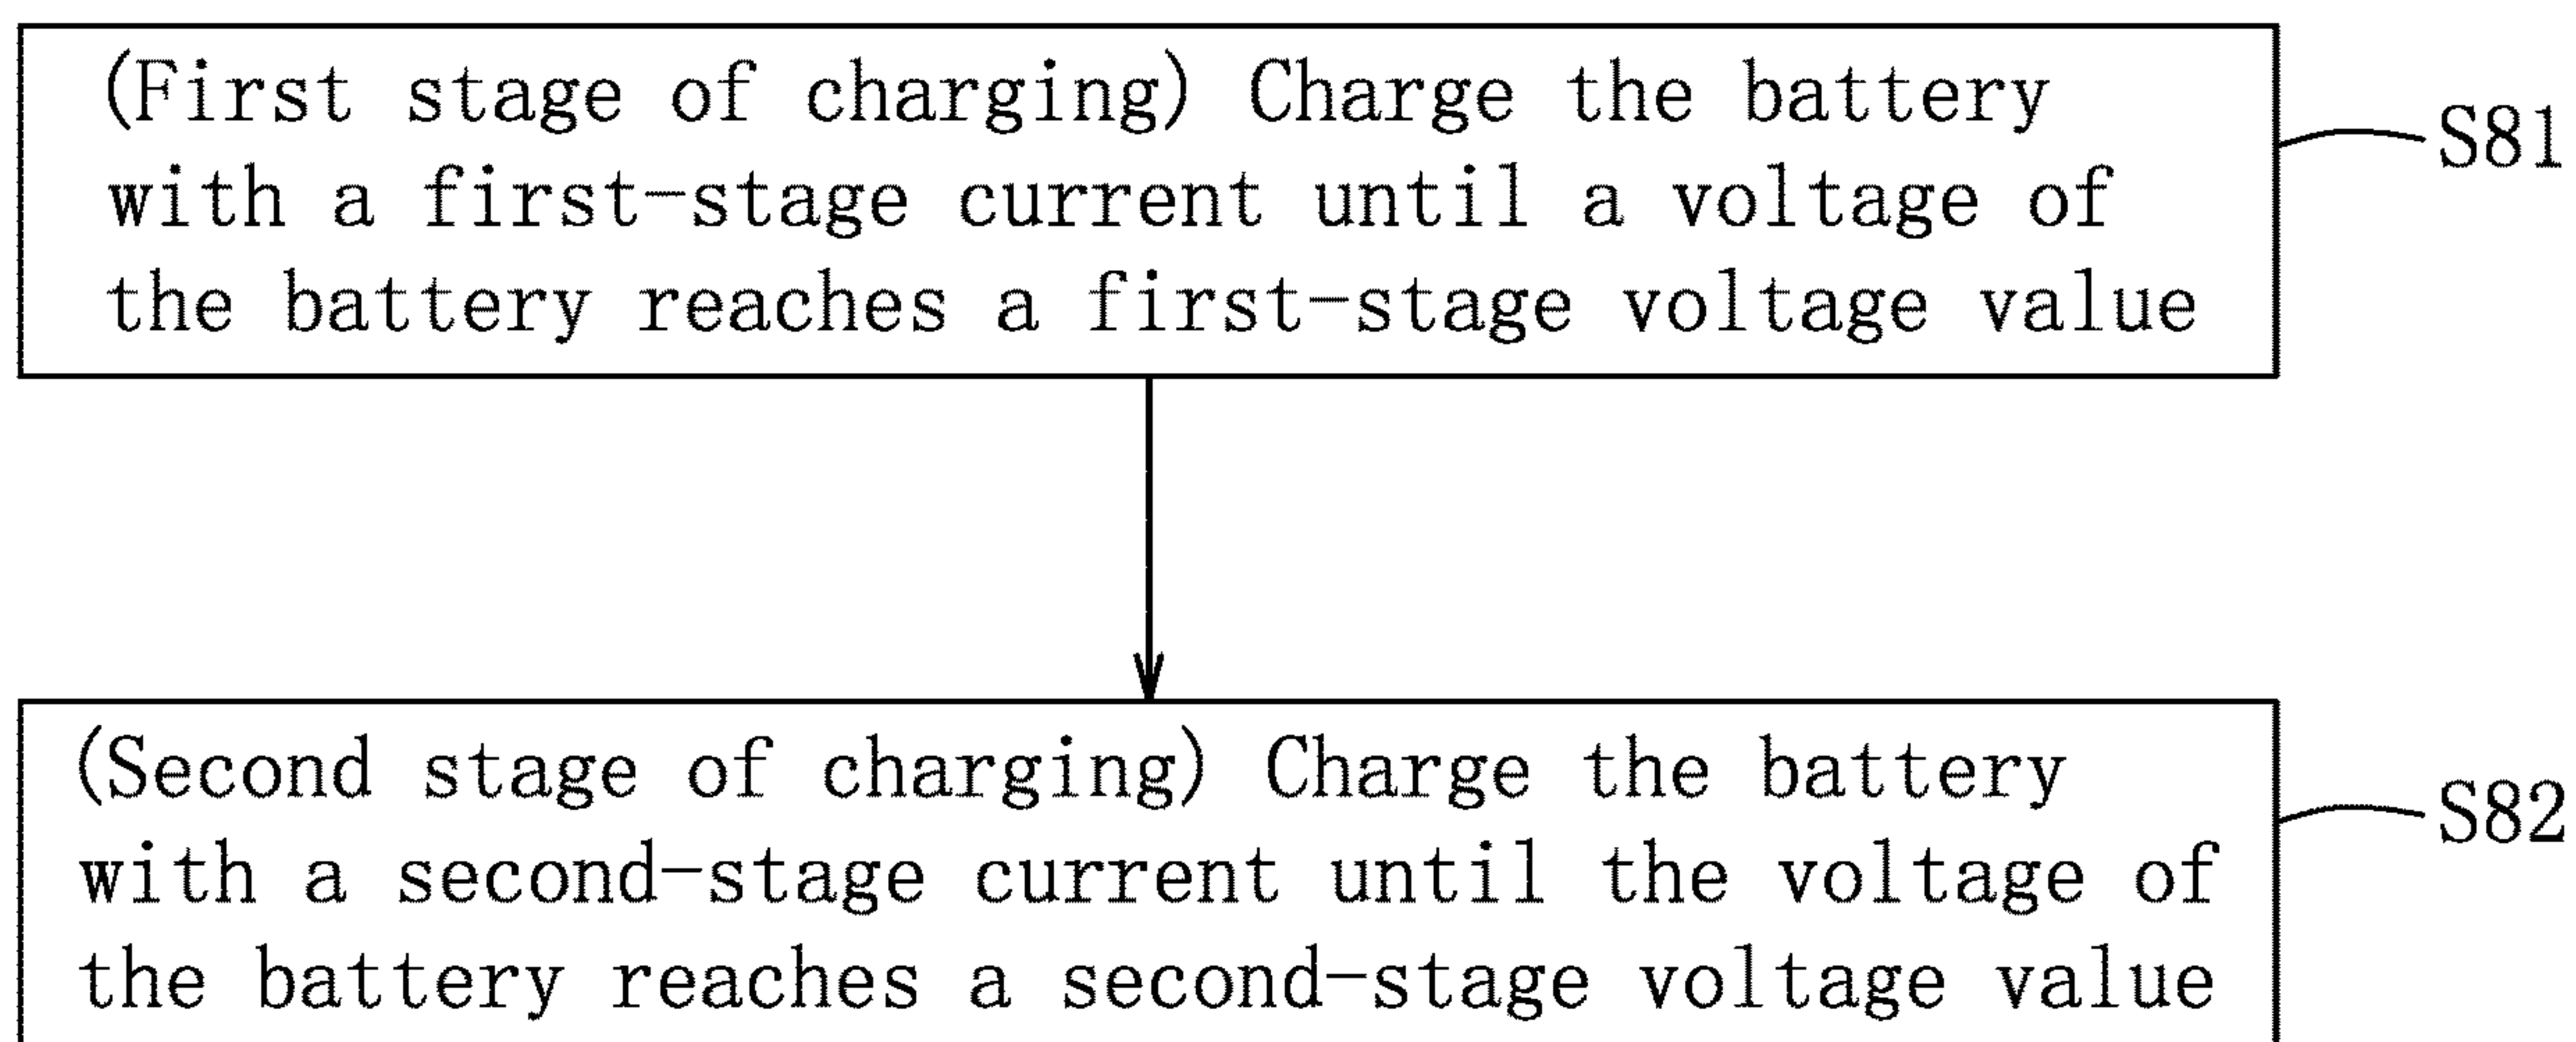 (First stage of charging) Charge the battery
with a first-stage current until a voltage of
the battery reaches a first-stage voltage value
S81
(Second stage of charging) Charge the battery
with a second-stage current until the voltage of
the battery reaches a second-stage voltage value
S82